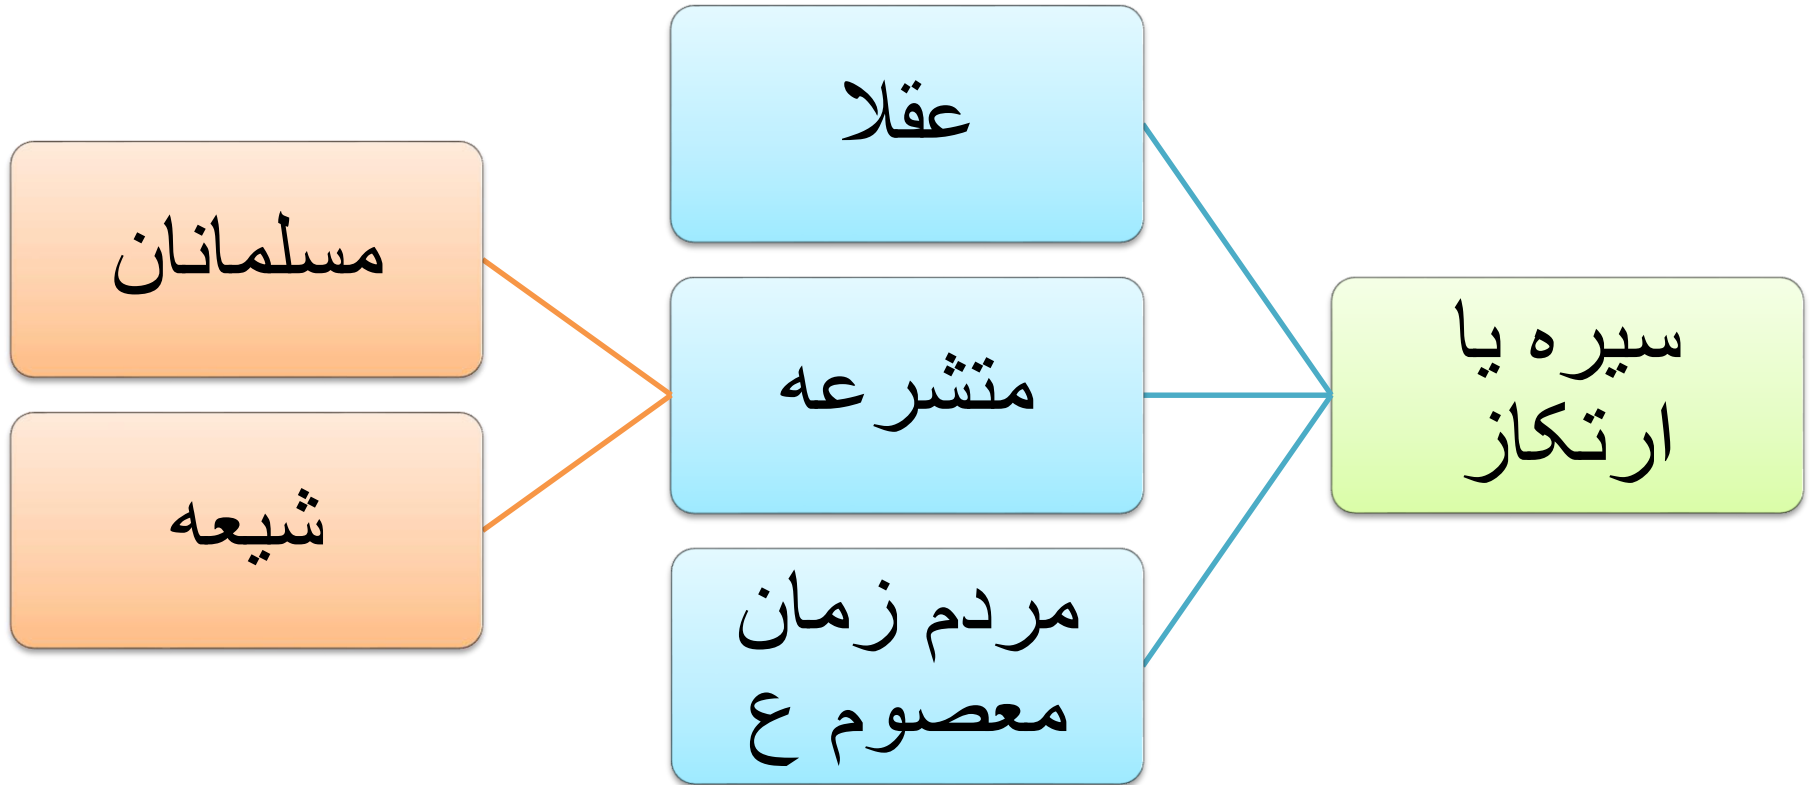 سیره یا
ارتکاز
عقلا
متشرعه
مردم زمان
معصوم ع
مسلمانان
شیعه